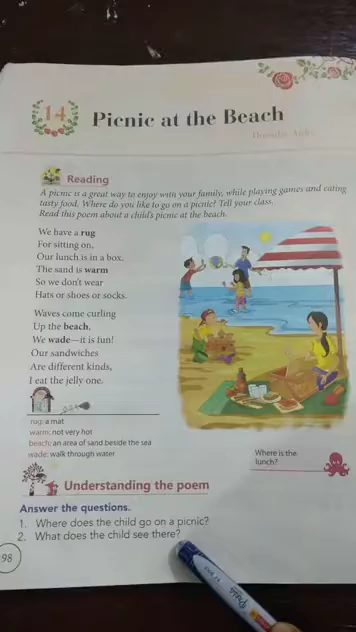 14
Picnic at the Beach
Reading
A picnic is a great way to enjoy with your family, while playing games and eating
tasty food. Where do you like to go on a picnic? Tell your class.
Read this poem about a child's picnic at the beach.
We have a rug
For sitting on,
Our lunch is in a box.
The sand is warm
So we don't wear
Hats or shoes or socks.
Waves come curling
Up the beach,
We wade—it is fun!
Our sandwiches
Are different kinds,
I eat the jelly one.
rug: a mat
warm: not very hot
beach: an area of sand beside the sea
wade: walk through water
Where is the
lunch?
Understanding the poem
Answer the questions.
1. Where does the child go on a picnic?
2. What does the child see there?
98